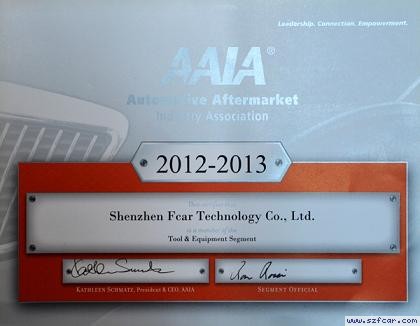 Leadership. Connection. Empowerment.
AAIA®
Automotive Aftermarket
Industry Association
2012-2013
This certifies that
Shenzhen Fcar Technology Co., Ltd.
is a member of the
Tool & Equipment Segment
KATHLEEN SCHMATZ, President & CEO, AAIA
SEGMENT OFFICIAL
www.szfcar.com